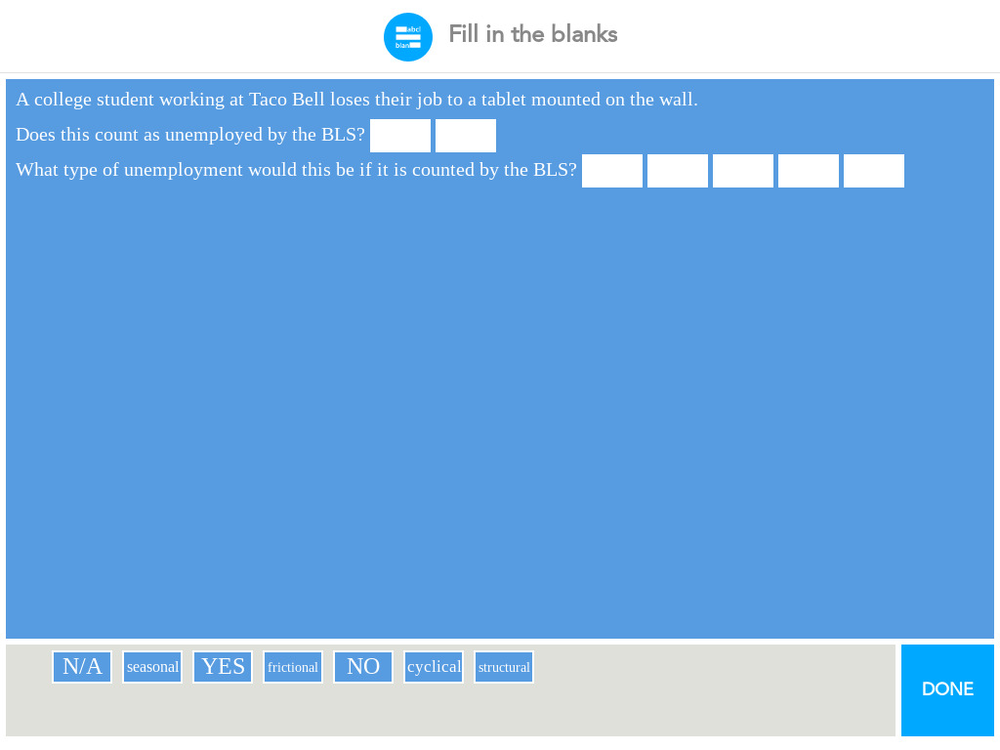 abcl
blan
Fill in the blanks
A college student working at Taco Bell loses their job to a tablet mounted on the wall.
Does this count as unemployed by the BLS?
What type of unemployment would this be if it is counted by the BLS?
N/A seasonal YES frictional NO cyclical structural
DONE